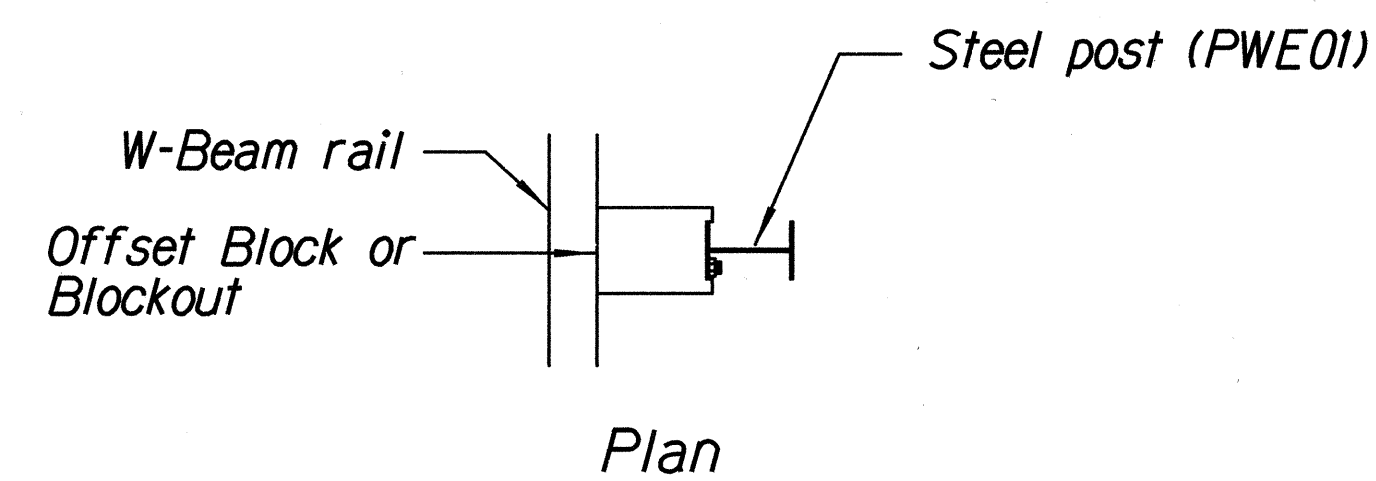 Steel post (PWE01)
W-Beam rail
Offset Block or
Blockout
Plan